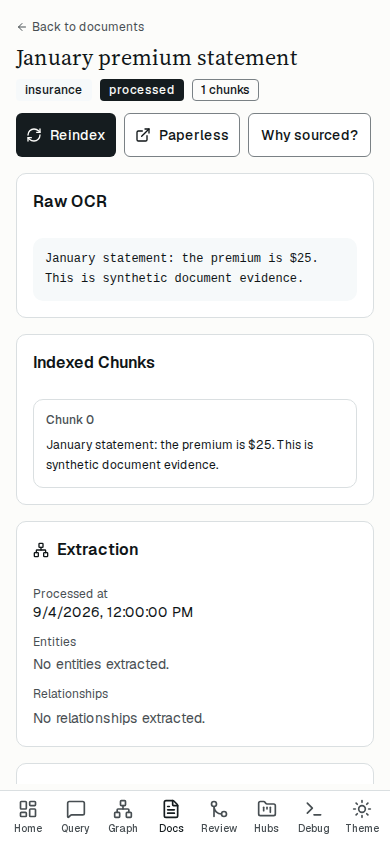 ← Back to documents
January premium statement
insurance processed 1 chunks
Reindex Paperless Why sourced?
Raw OCR
January statement: the premium is $25.
This is synthetic document evidence.
Indexed Chunks
Chunk 0
January statement: the premium is $25. This is
synthetic document evidence.
Extraction
Processed at
9/4/2026, 12:00:00 PM
Entities
No entities extracted.
Relationships
No relationships extracted.
Home Query Graph Docs Review Hubs Debug Theme